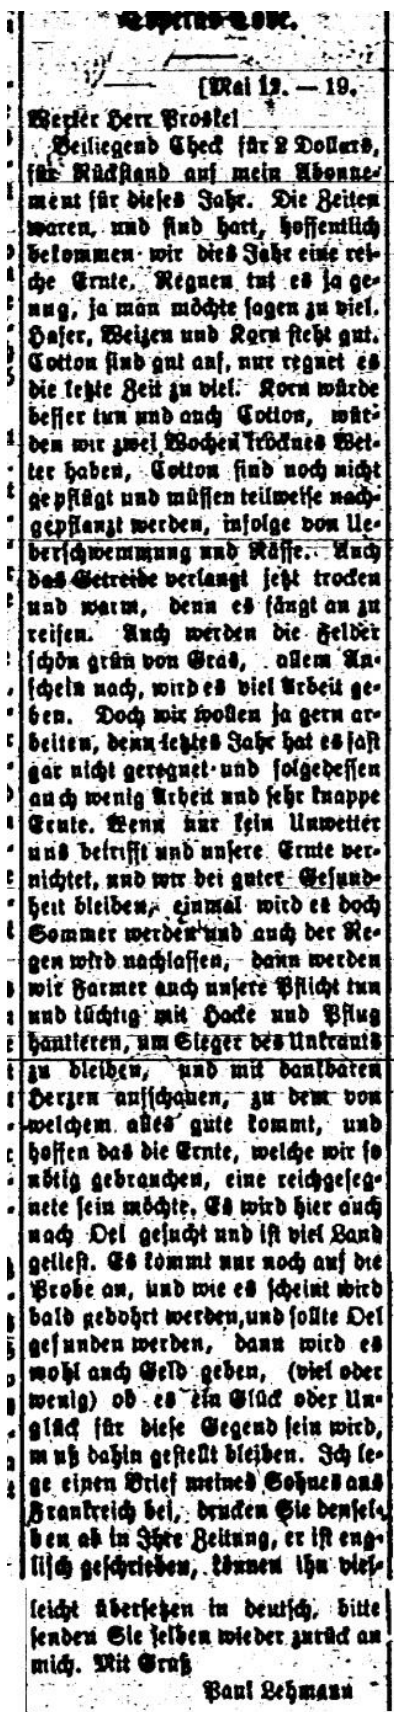 Copperas Cove.
[Mai 12. — 19.
Werter Herr Proskel
Beiliegend Check für 2 Dollars,
für Rückstand auf mein Abonne-
ment für dieses Jahr. Die Zeiten
waren, und sind hart, hoffentlich
bekommen wir dies Jahr eine rei-
che Ernte. Regnen tut es ja ge-
nug, ja man möchte sagen zu viel.
Hafer, Weizen und Korn steht gut.
Cotton sind gut auf, nur regnet es
die letzte Zeit zu viel. Korn würde
besser tun und auch Cotton, wür-
den wir zwei Wochen trocknes Wet-
ter haben, Cotton sind noch nicht
gepflügt und müssen teilweise nach-
gepflanzt werden, infolge von Ue-
berschwemmung und Nässe. Auch
das Getreide verlangt jetzt trocken
und warm, denn es fängt an zu
reifen. Auch werden die Felder
schön grün von Gras, allem An-
schein nach, wird es viel Arbeit ge-
ben. Doch wir wollen ja gern ar-
beiten, denn letztes Jahr hat es fast
gar nicht geregnet und folgedessen
auch wenig Arbeit und sehr knappe
Ernte. Wenn nur kein Unwetter
uns betrifft und unsere Ernte ver-
nichtet, und wir bei guter Gesund-
heit bleiben, einmal wird es doch
Sommer werden und auch der Re-
gen wird nachlassen, dann werden
wir Farmer auch unsere Pflicht tun
und tüchtig mit Hacke und Pflug
hantieren, um Sieger des Unkrauts
zu bleiben, und mit dankbaren
Herzen aufschauen, zu dem von
welchem alles gute kommt, und
hoffen das die Ernte, welche wir so
nötig gebrauchen, eine reichgeseg-
nete sein möchte. Es wird hier auch
nach Oel gesucht und ist viel Land
geliest. Es kommt nur noch auf die
Probe an, und wie es scheint wird
bald gebohrt werden, und sollte Oel
gefunden werden, dann wird es
wohl auch Geld geben, (viel oder
wenig) ob es ein Glück oder Un-
glück für diese Gegend sein wird,
muß dahin gestellt bleiben. Ich le-
ge einen Brief meines Sohnes aus
Frankreich bei, drucken Sie densel-
ben ab in Ihre Zeitung, er ist eng-
lisch geschrieben, können ihn viel-
leicht übersetzen in deutsch, bitte
senden Sie selben wieder zurück an
mich. Mit Gruß
Paul Lehmann